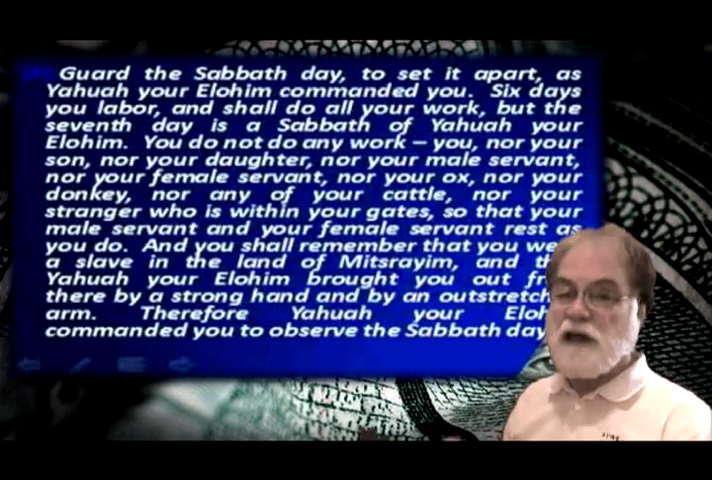 Guard the Sabbath day, to set it apart, as
Yahuah your Elohim commanded you. Six days
you labor, and shall do all your work, but the
seventh day is a Sabbath of Yahuah your
Elohim. You do not do any work – you, nor your
son, nor your daughter, nor your male servant,
nor your female servant, nor your ox, nor your
donkey, nor any of your cattle, nor your
stranger who is within your gates, so that your
male servant and your female servant rest as
you do. And you shall remember that you
a slave in the land of Mitsrayim, and
Yahuah your Elohim brought you out
there by a strong hand and by an
arm. Therefore Yahuah your
commanded you to observe the Sabbath day